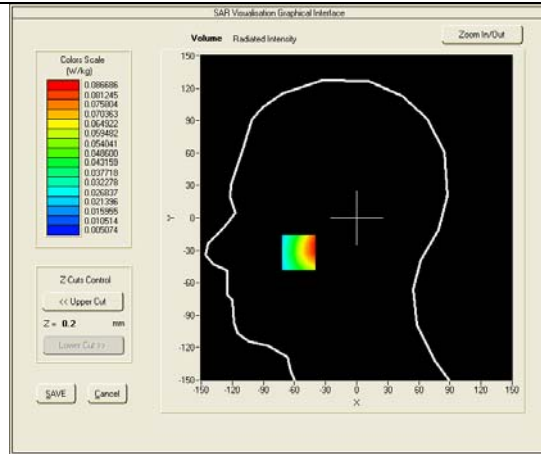 SAR Visualisation Graphical Interface
Volume Radiated Intensity
Zoom In/Out
Colors Scale
(W/kg)
0.086686
0.081245
0.075804
0.070363
0.064922
0.059482
0.054041
0.048600
0.043159
0.037718
0.032278
0.026837
0.021396
0.015955
0.010514
0.005074
Z-Cuts Control
<< Upper Cut
Z = 0.2 mm
Lower Cut >>
SAVE Cancel
150-
120-
90-
60-
30-
Y 0-
-30-
-60-
-90-
-120-
-150-
-150 -120 -90 -60 -30 0 30 60 90 120 150
X